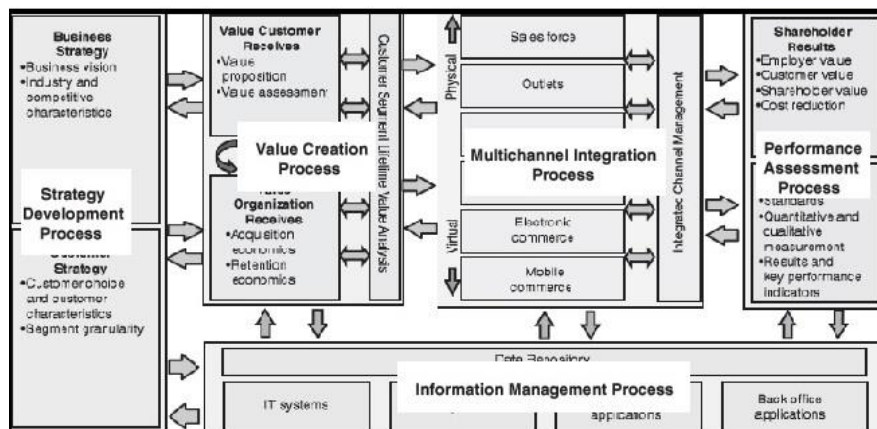 Business
Strategy
•Business vision
•Industry and
competitive
characteristics
Strategy
Development
Process
Strategy
•Customer choice
and customer
characteristics
•Segment granularity
Value Customer
Receives
•Value
proposition
•Value assessment
Value Creation
Process
Organization
Receives
•Acquisition
economics
•Retention
economics
Customer Segment Lifetime Value Analysis
Physical
Virtual
Sales force
Outlets
Multichannel Integration
Process
Electronic
commerce
Mobile
commerce
Integrated Channel Management
Shareholder
Results
•Employer value
•Customer value
•Shareholder value
•Cost reduction
Performance
Assessment
Process
•Standards
•Quantitative and
qualitative
measurement
•Results and
key performance
indicators
Data Repository
Information Management Process
IT systems
applications
Back office
applications